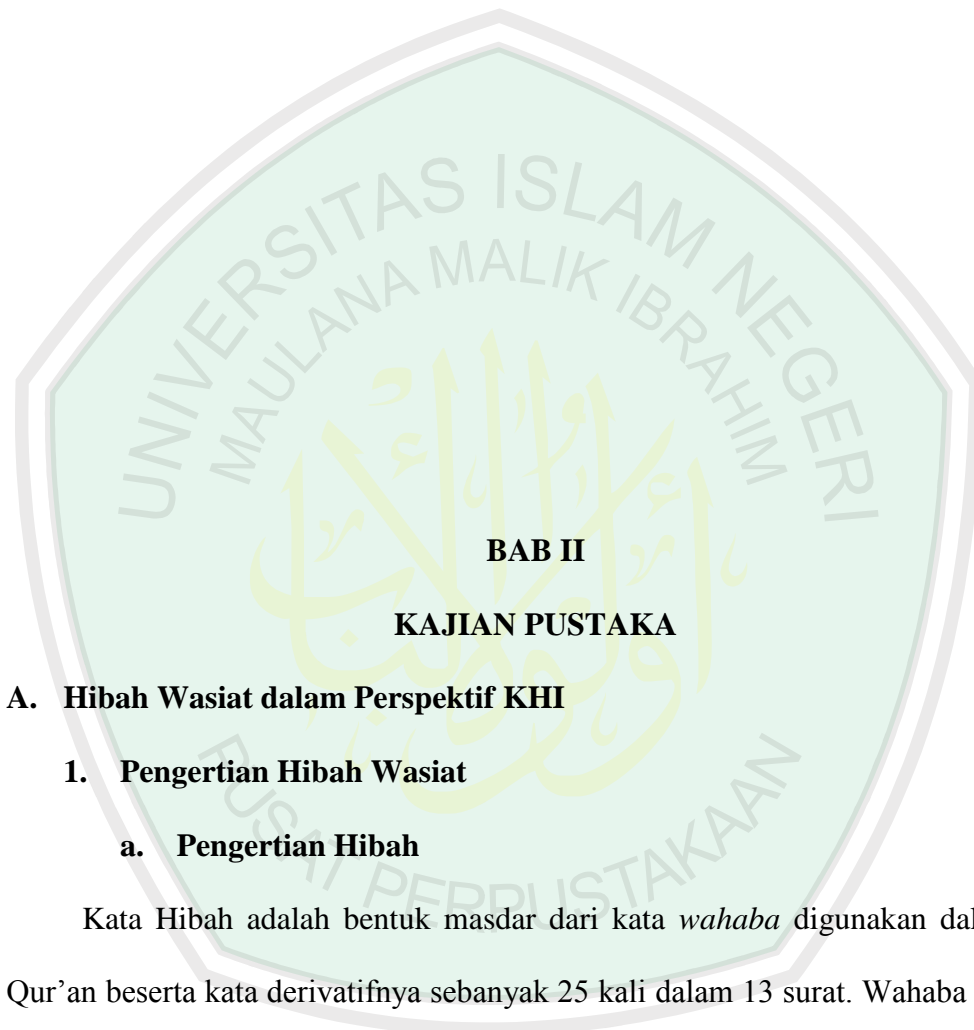 UNIVERSITAS ISLAM NEGERI
MAULANA MALIK IBRAHIM
BAB II
KAJIAN PUSTAKA
A. Hibah Wasiat dalam Perspektif KHI
1. Pengertian Hibah Wasiat
a. Pengertian Hibah
Kata Hibah adalah bentuk masdar dari kata wahaba digunakan
Qur’an beserta kata derivatifnya sebanyak 25 kali dalam 13 surat. Wahaba
PUSAT PERPUSTAKAAN